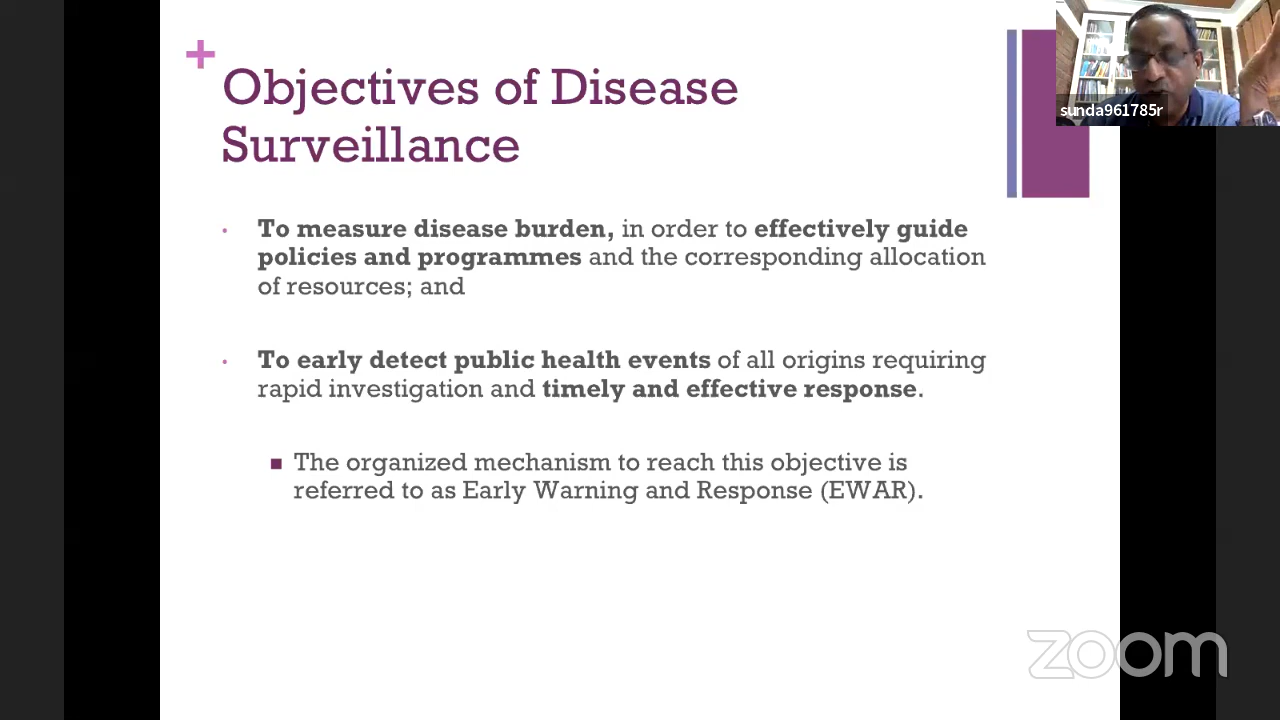 +
Objectives of Disease
Surveillance
sunda961785r
• To measure disease burden, in order to effectively guide
policies and programmes and the corresponding allocation
of resources; and
• To early detect public health events of all origins requiring
rapid investigation and timely and effective response.
■ The organized mechanism to reach this objective is
referred to as Early Warning and Response (EWAR).
zoom